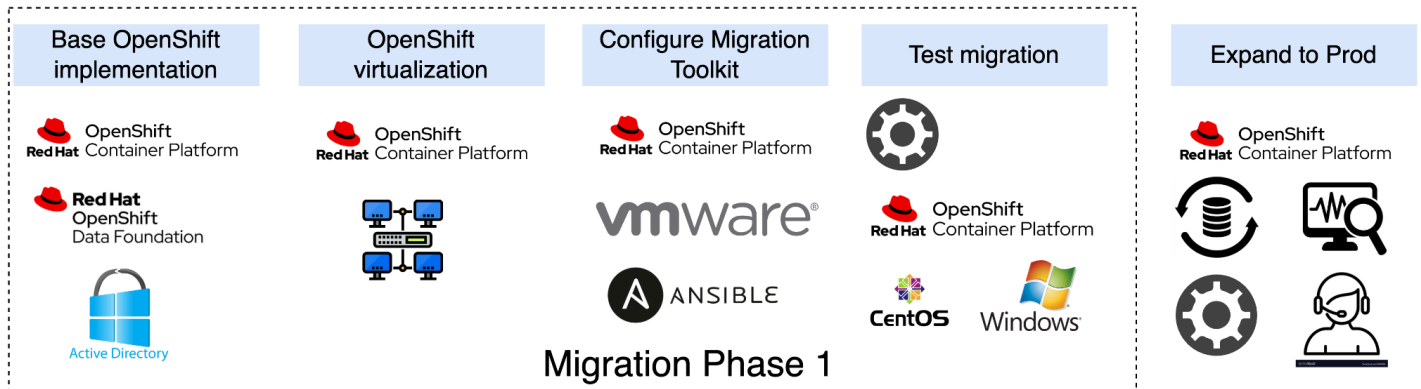 Base OpenShift
implementation
OpenShift
virtualization
Configure Migration
Toolkit
Test migration
Expand to Prod
OpenShift
Red Hat Container Platform
Red Hat
OpenShift
Data Foundation
Active Directory
OpenShift
Red Hat Container Platform
OpenShift
Red Hat Container Platform
vmware®
A ANSIBLE
OpenShift
Red Hat Container Platform
CentOS
Windows®
OpenShift
Red Hat Container Platform
Migration Phase 1